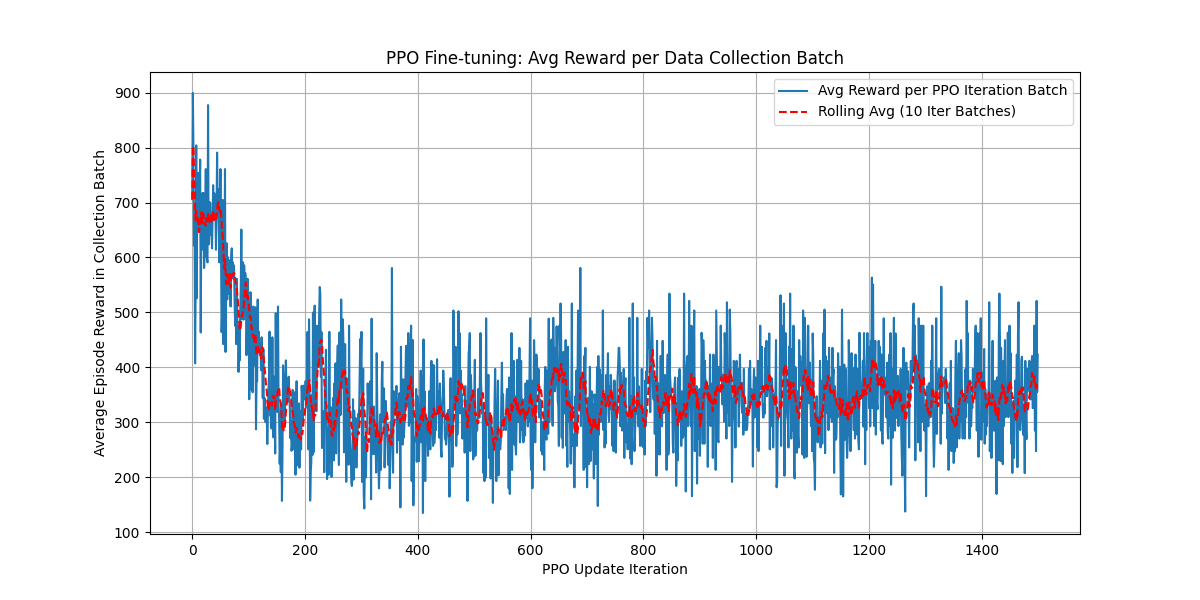 PPO Fine-tuning: Avg Reward per Data Collection Batch
Avg Reward per PPO Iteration Batch
Rolling Avg (10 Iter Batches)
Average Episode Reward in Collection Batch
900
800
700
600
500
400
300
200
100
0 200 400 600 800 1000 1200 1400
PPO Update Iteration